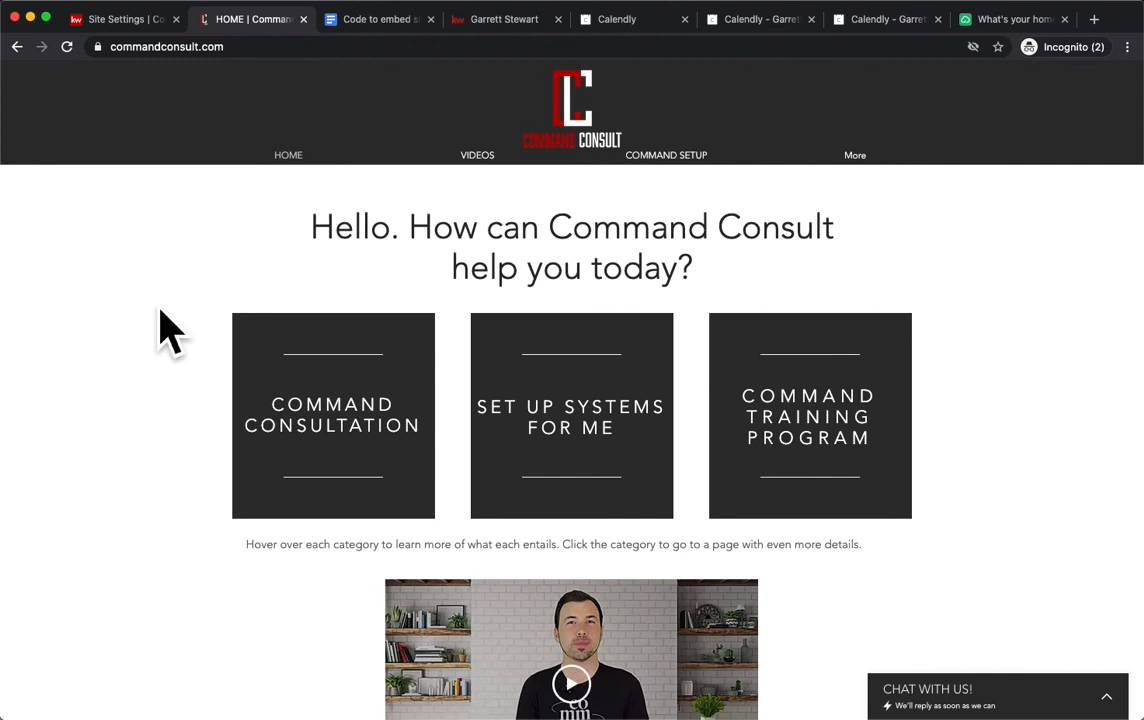 Site Settings | Co
HOME | Comman
Code to embed s
Garrett Stewart
Calendly
Calendly - Garre
Calendly - Garre
What's your hom
commandconsult.com
Incognito (2)
COMMAND CONSULT
HOME
VIDEOS
COMMAND SETUP
More
Hello. How can Command Consult
help you today?
COMMAND
CONSULTATION
SET UP SYSTEMS
FOR ME
COMMAND
TRAINING
PROGRAM
Hover over each category to learn more of what each entails. Click the category to go to a page with even more details.
CHAT WITH US!
We'll reply as soon as we can